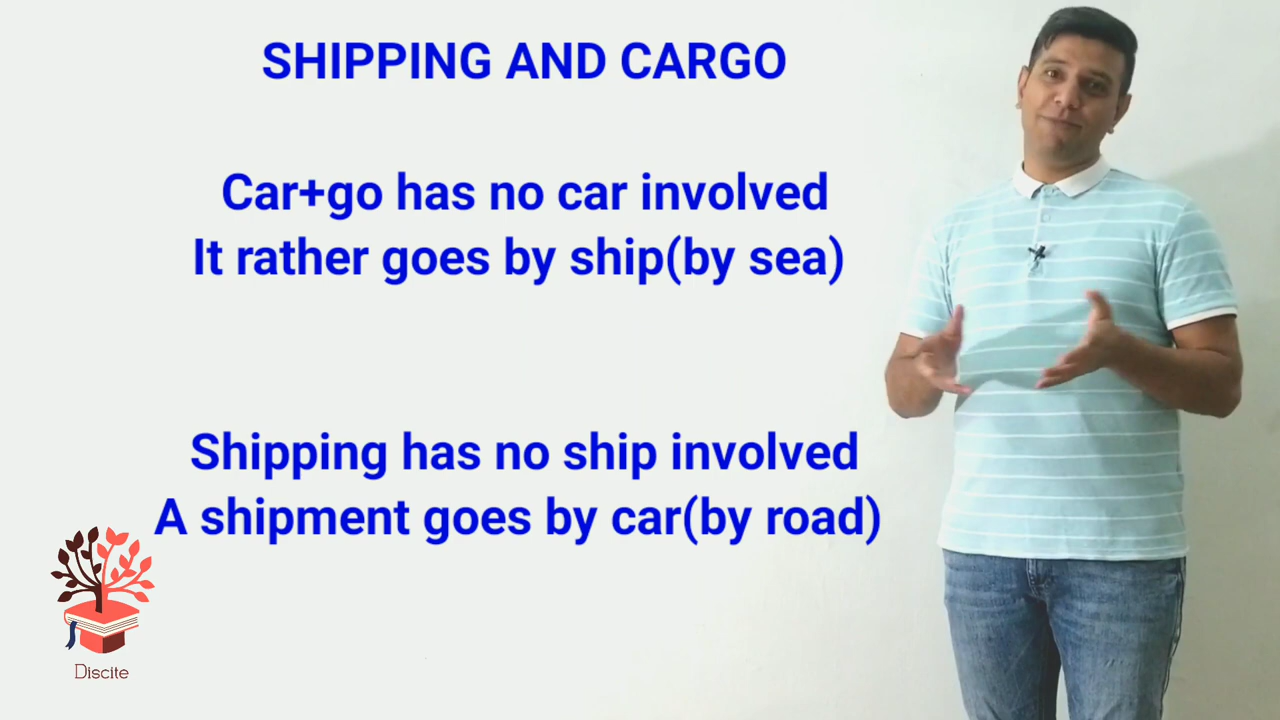 SHIPPING AND CARGO
Car+go has no car involved
It rather goes by ship(by sea)
Shipping has no ship involved
A shipment goes by car(by road)
Discite